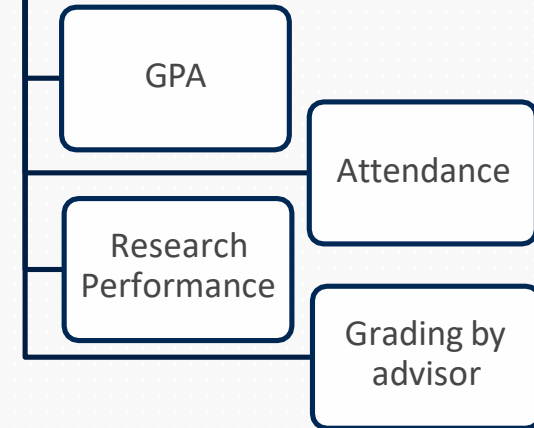 GPA
Attendance
Research
Performance
Grading by
advisor